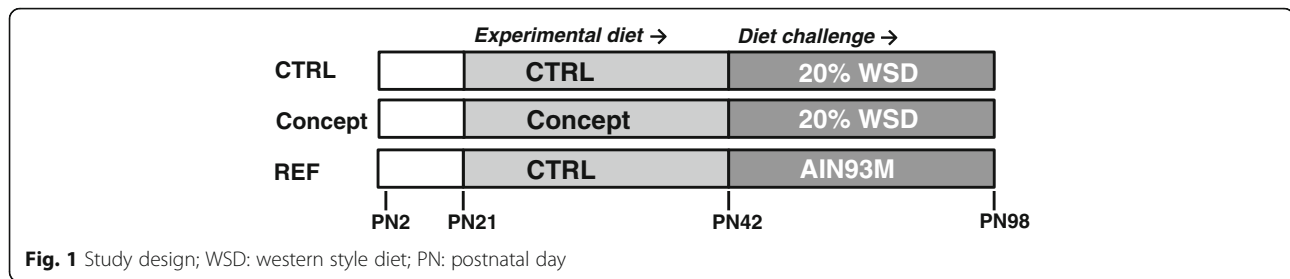 Experimental diet → Diet challenge →
CTRL CTRL 20% WSD
Concept Concept 20% WSD
REF CTRL AIN93M
PN2 PN21 PN42 PN98
Fig. 1 Study design; WSD: western style diet; PN: postnatal day